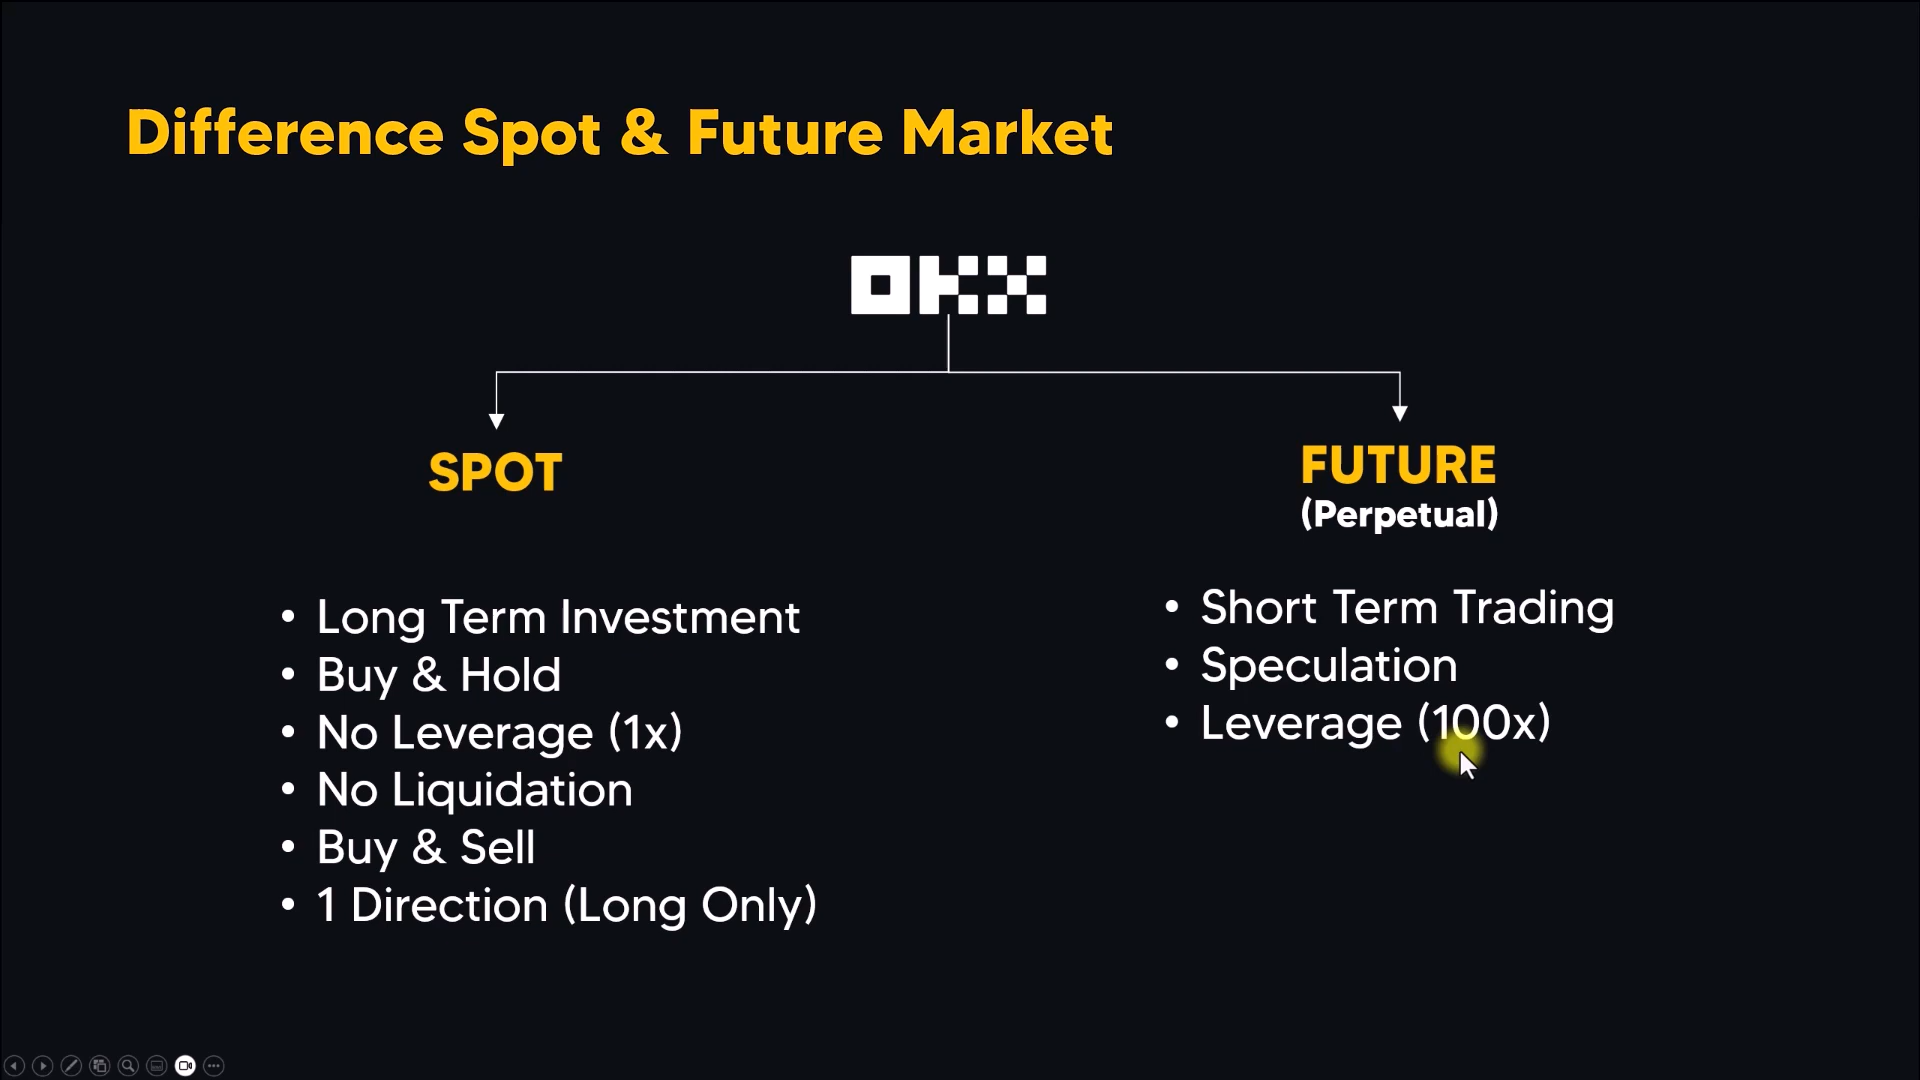 Difference Spot & Future Market
OKX
SPOT
FUTURE
(Perpetual)
• Long Term Investment
• Buy & Hold
• No Leverage (1x)
• No Liquidation
• Buy & Sell
• 1 Direction (Long Only)
• Short Term Trading
• Speculation
• Leverage (100x)